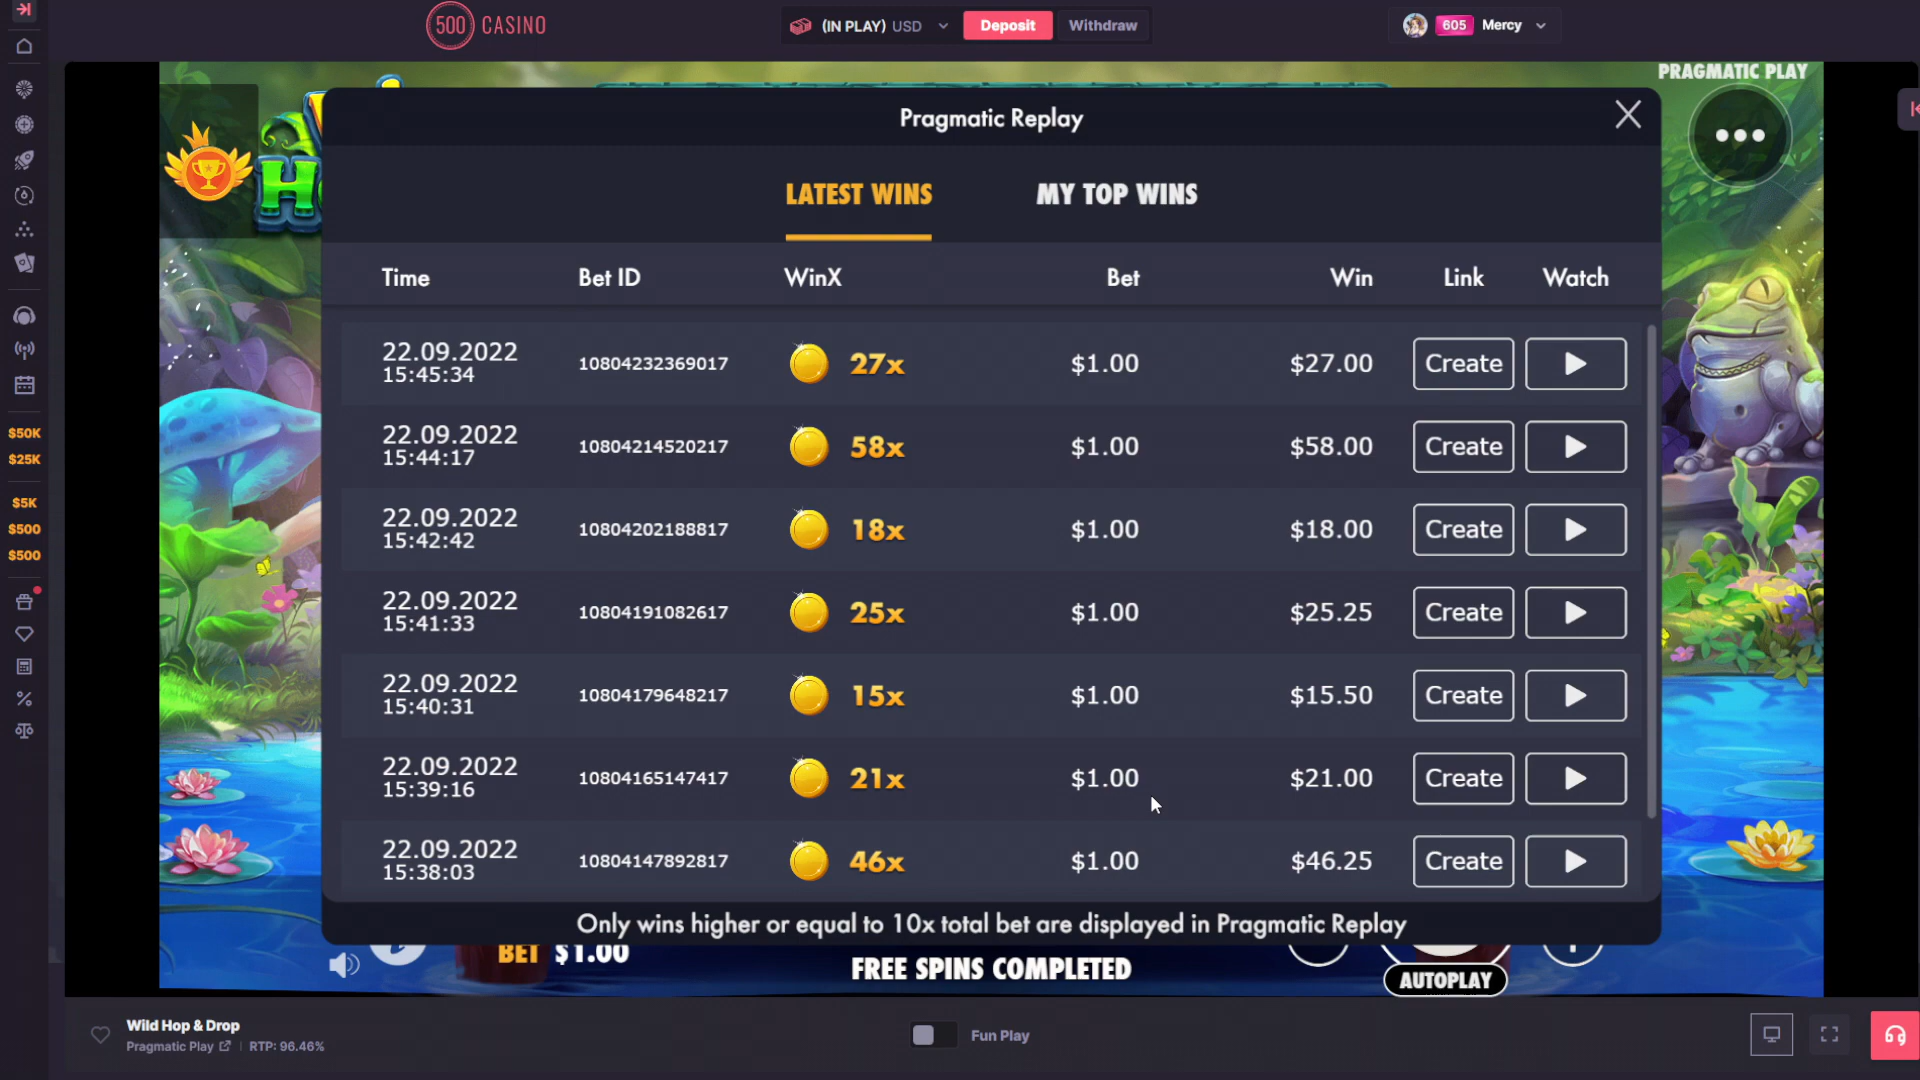 500 CASINO
(IN PLAY) USD
Deposit
Withdraw
605 Mercy
PRAGMATIC PLAY
Pragmatic Replay
LATEST WINS
MY TOP WINS
Time Bet ID WinX Bet Win Link Watch
22.09.2022
15:45:34
10804232369017 27x $1.00 $27.00 Create
22.09.2022
15:44:17
10804214520217 58x $1.00 $58.00 Create
22.09.2022
15:42:42
10804202188817 18x $1.00 $18.00 Create
22.09.2022
15:41:33
10804191082617 25x $1.00 $25.25 Create
22.09.2022
15:40:31
10804179648217 15x $1.00 $15.50 Create
22.09.2022
15:39:16
10804165147417 21x $1.00 $21.00 Create
22.09.2022
15:38:03
10804147892817 46x $1.00 $46.25 Create
Only wins higher or equal to 10x total bet are displayed in Pragmatic Replay
$50K
$25K
$5K
$500
$500
BET $1.00
FREE SPINS COMPLETED
AUTOPLAY
Wild Hop & Drop
Pragmatic Play | RTP: 96.46%
Fun Play